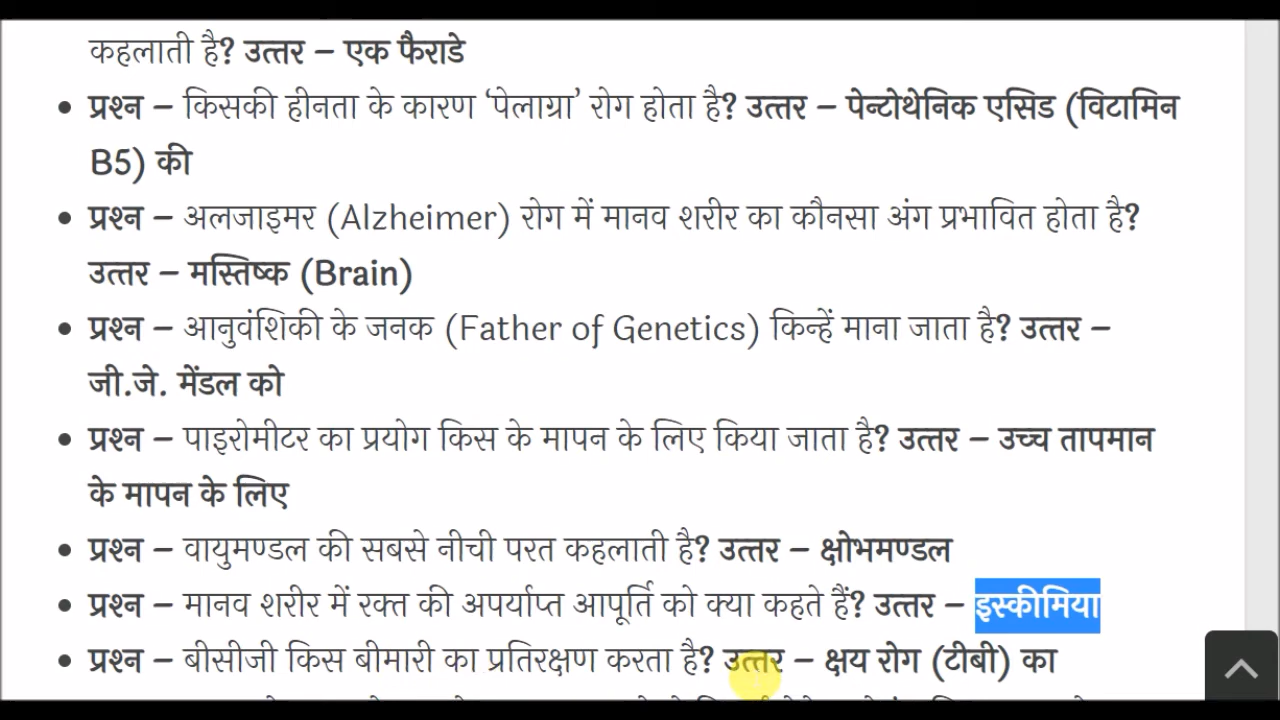 कहलाती है? उत्तर – एक फैराडे
• प्रश्न – किसकी हीनता के कारण ‘पेलाग्रा’ रोग होता है? उत्तर – पेन्टोथेनिक एसिड (विटामिन
B5) की
• प्रश्न – अलजाइमर (Alzheimer) रोग में मानव शरीर का कौनसा अंग प्रभावित होता है?
उत्तर – मस्तिष्क (Brain)
• प्रश्न – आनुवंशिकी के जनक (Father of Genetics) किन्हें माना जाता है? उत्तर –
जी.जे. मेंडल को
• प्रश्न – पाइरोमीटर का प्रयोग किस के मापन के लिए किया जाता है? उत्तर – उच्च तापमान
के मापन के लिए
• प्रश्न – वायुमण्डल की सबसे नीची परत कहलाती है? उत्तर – क्षोभमण्डल
• प्रश्न – मानव शरीर में रक्त की अपर्याप्त आपूर्ति को क्या कहते हैं? उत्तर – इस्कीमिया
• प्रश्न – बीसीजी किस बीमारी का प्रतिरक्षण करता है? उत्तर – क्षय रोग (टीबी) का